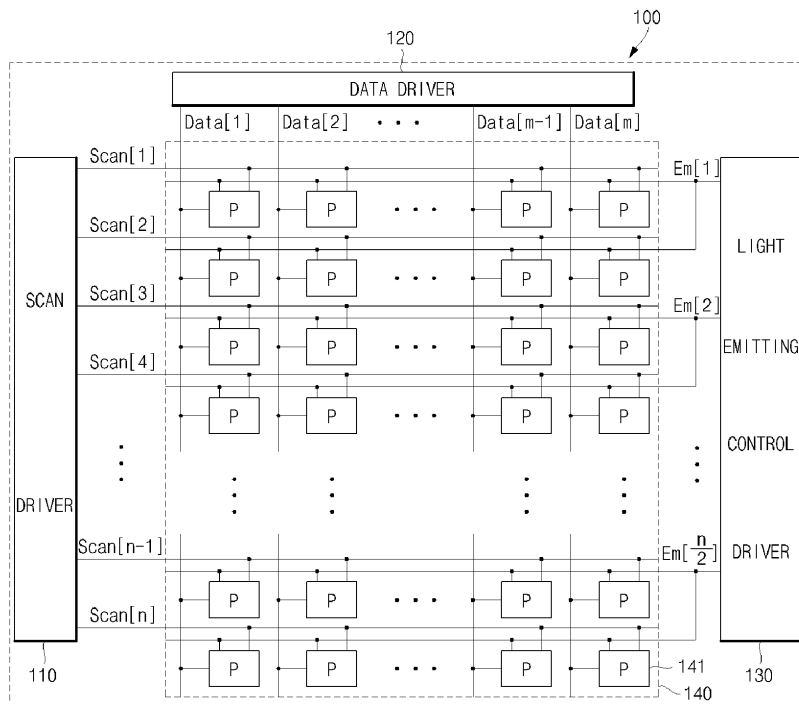 100
120
DATA DRIVER
Data[1] Data[2] • • • Data[m-1] Data[m]
Scan[1]
Em[1]
P P • • • P P
Scan[2]
LIGHT
P P • • • P P
Scan[3]
Em[2]
SCAN
P P • • • P P
EMITTING
Scan[4]
P P • • • P P
CONTROL
DRIVER
Scan[n-1]
Em[n/2]
DRIVER
P P • • • P P
Scan[n]
P P • • • P P
141
110
140
130